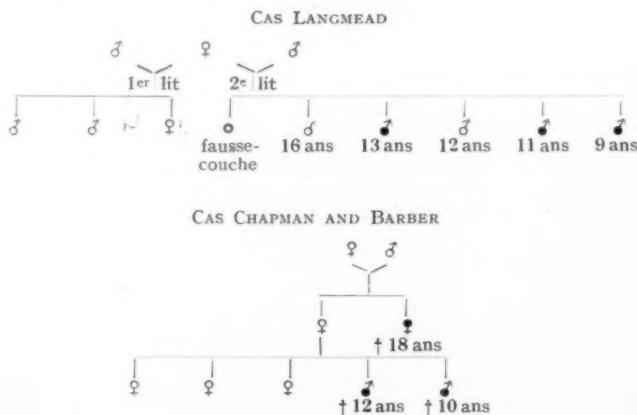 CAS LANGMEAD
♂ ♀ ♂
1er lit 2e lit
♂ ♂ ♀ fausse-couche ♂ ♂ ♂ ♂ ♂
16 ans 13 ans 12 ans 11 ans 9 ans
CAS CHAPMAN AND BARBER
♀ ♂
♀ ♀
† 18 ans
♀ ♀ ♀ ♂ ♂
† 12 ans † 10 ans